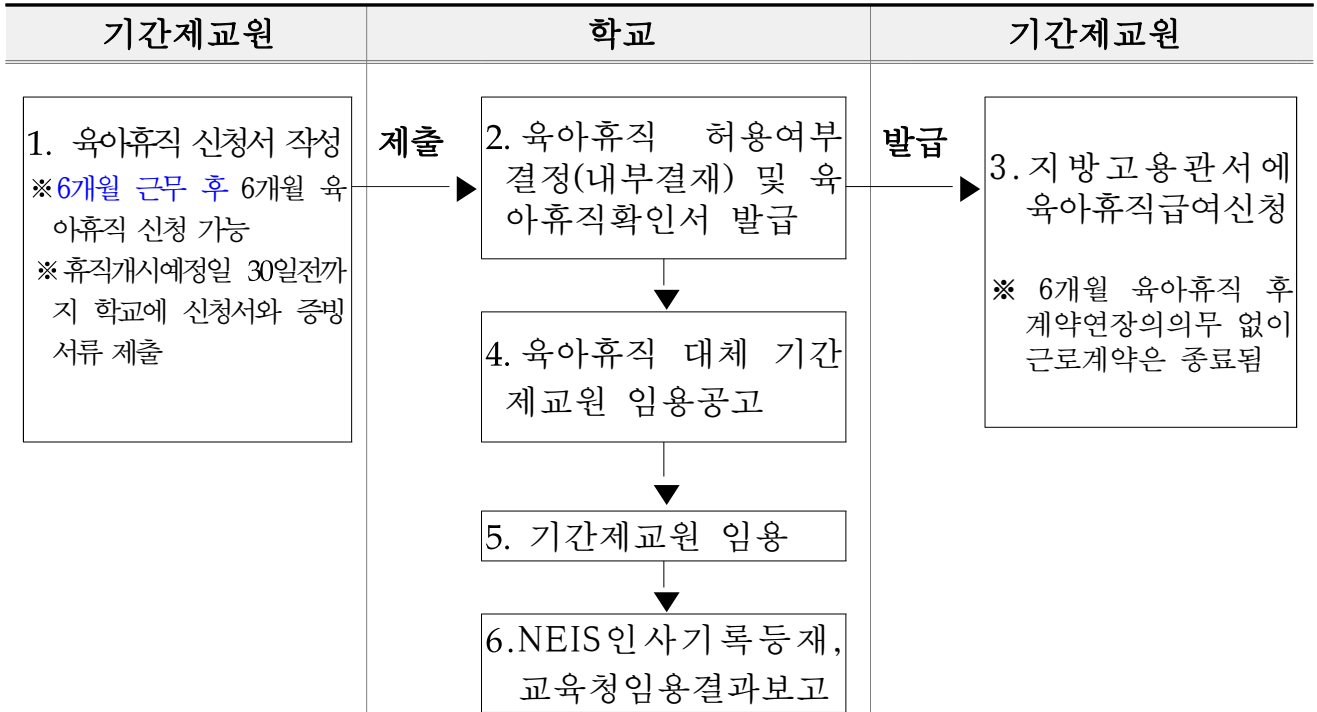 기간제교원
학교
기간제교원
1. 육아휴직 신청서 작성
※6개월 근무 후 6개월 육
아휴직 신청 가능
※휴직개시예정일 30일전까
지 학교에 신청서와 증빙
서류 제출
제출
2. 육아휴직 허용여부
결정(내부결재) 및 육
아휴직확인서 발급
발급
3.지방고용관서에
육아휴직급여신청
※ 6개월 육아휴직 후
계약연장의의무 없이
근로계약은 종료됨
4. 육아휴직 대체 기간
제교원 임용공고
5. 기간제교원 임용
6.NEIS인사기록등재,
교육청임용결과보고